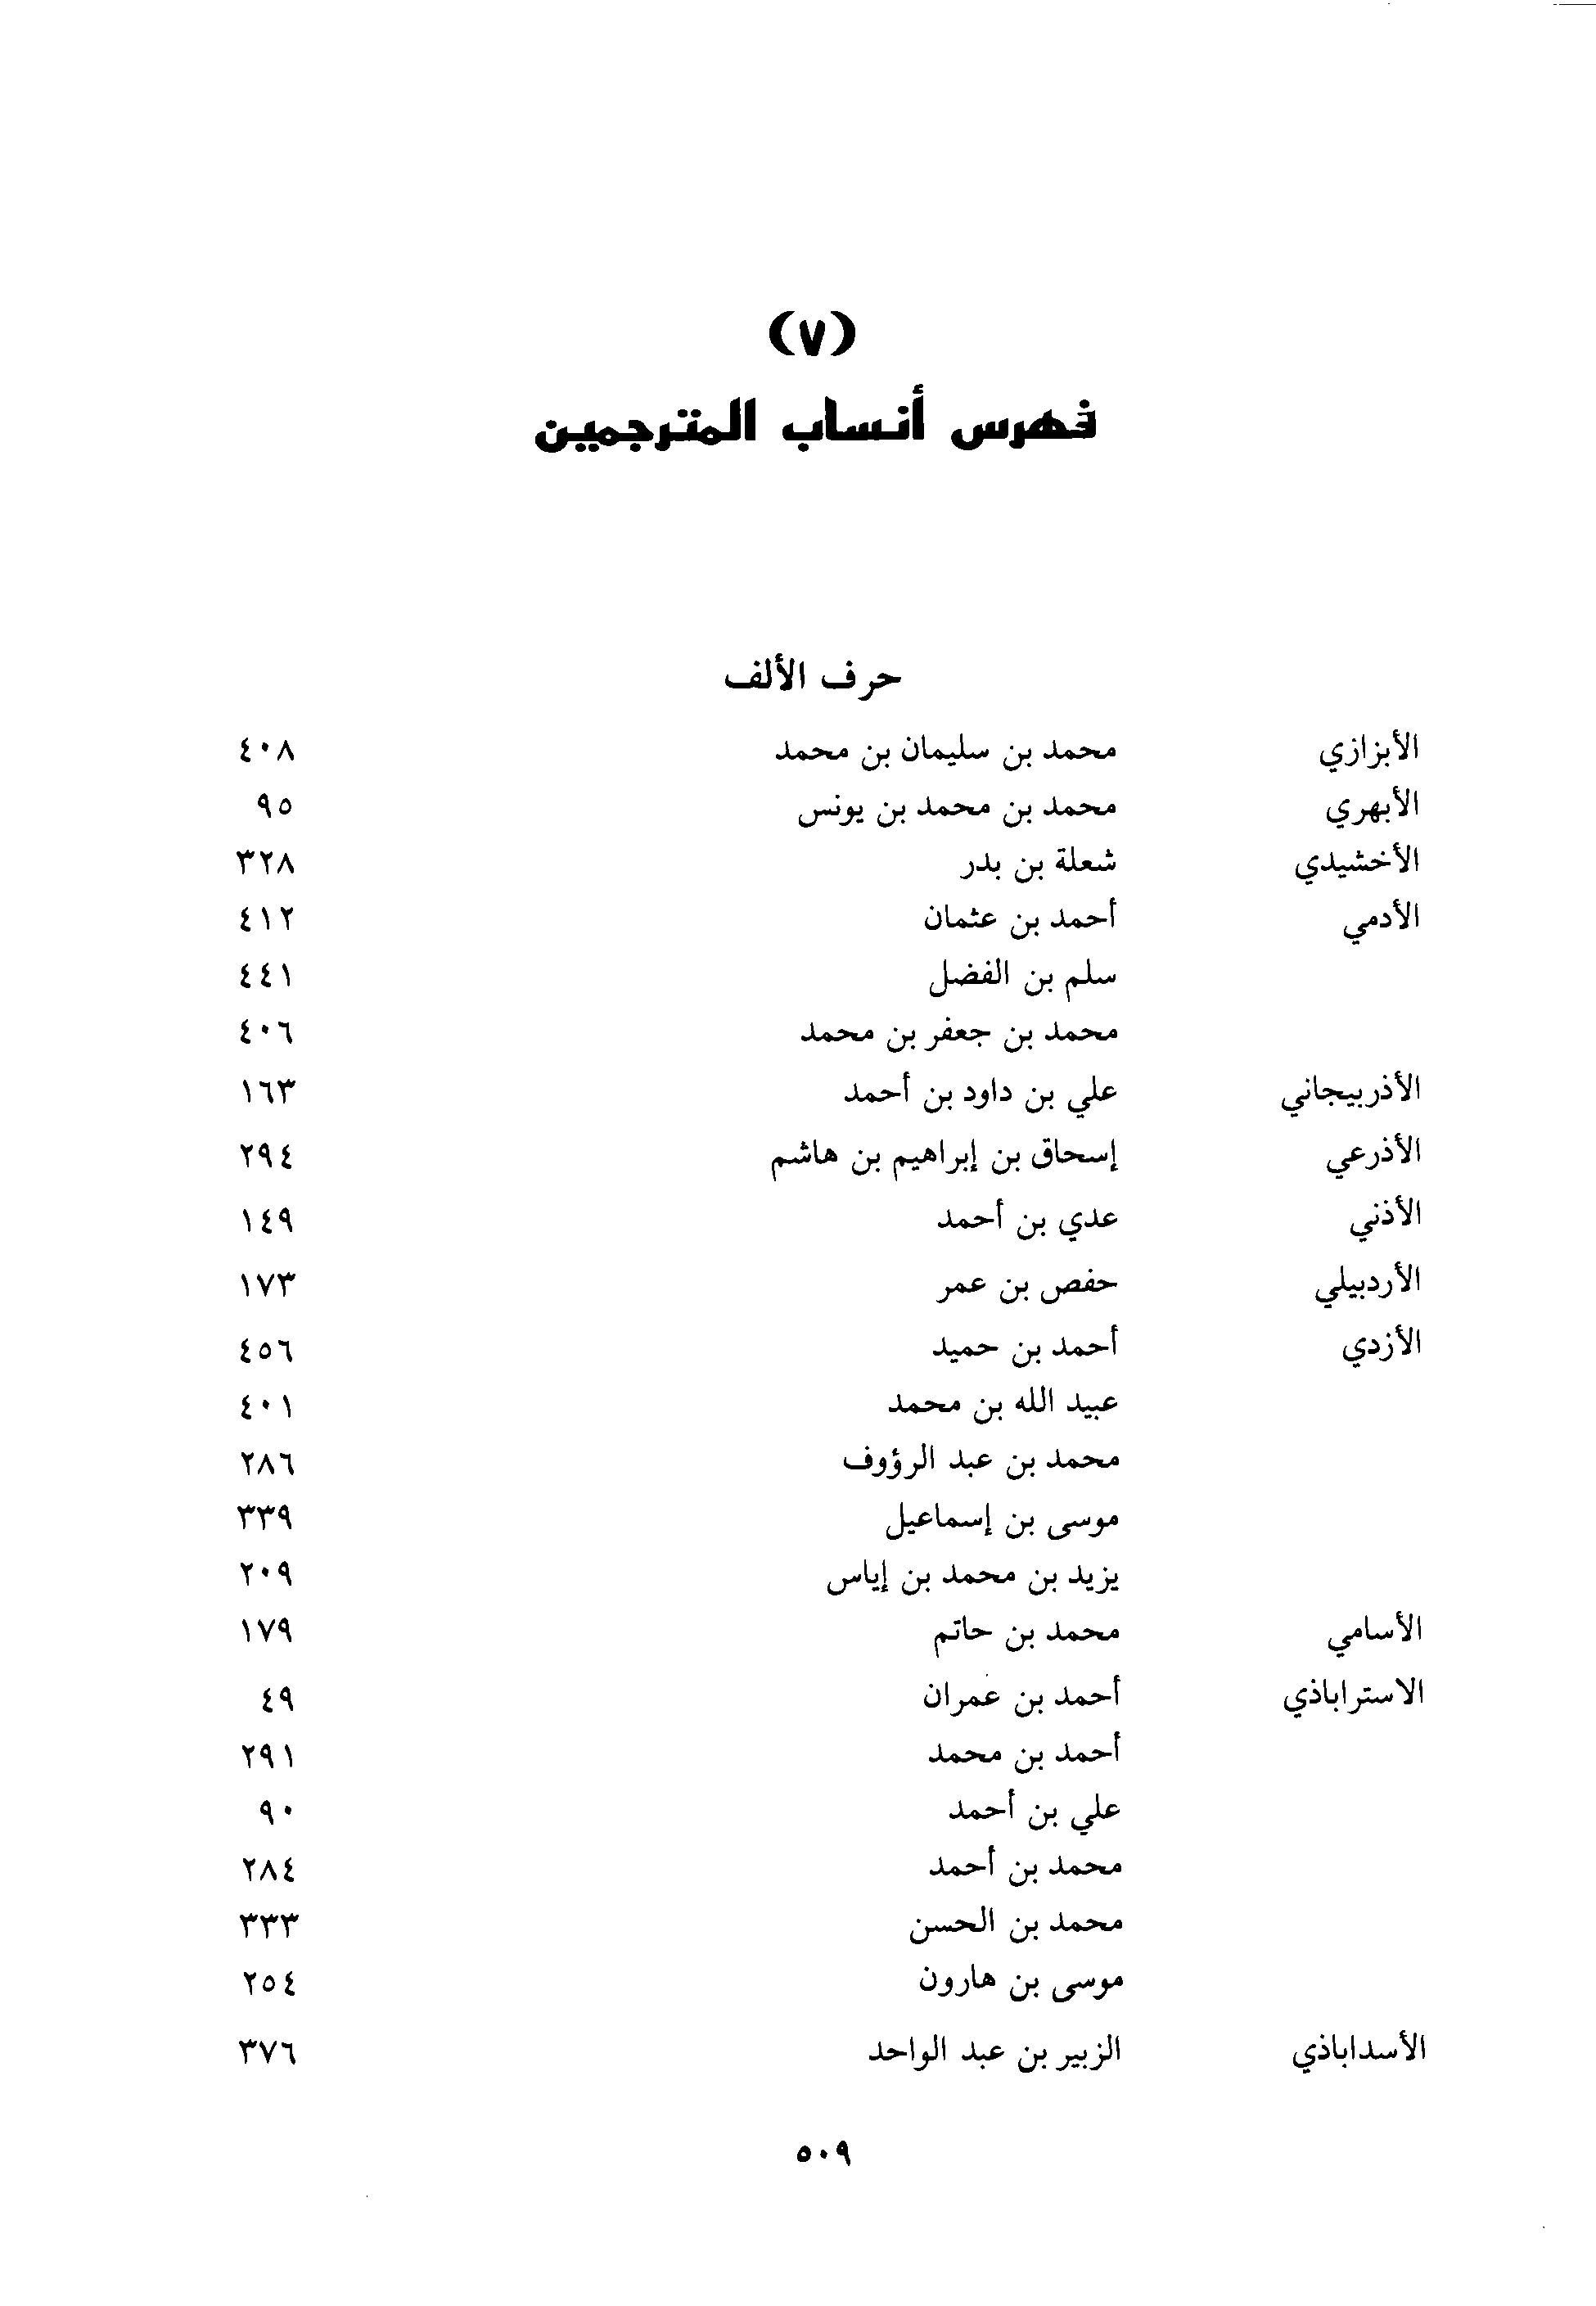 (٧)
فهرس أنساب المترجمين
حرف الألف
الأبزازي محمد بن سليمان بن محمد ٤٠٨
الأبهري محمد بن محمد بن يونس ٩٥
الأخشيدي شعلة بن بدر ٣٢٨
الأدمي أحمد بن عثمان ٤١٢
سلم بن الفضل ٤٤١
محمد بن جعفر بن محمد ٤٠٦
الأذربيجاني علي بن داود بن أحمد ١٦٣
الأذرعي إسحاق بن إبراهيم بن هاشم ٢٩٤
الأذني عدي بن أحمد ١٤٩
الأردبيلي حفص بن عمر ١٧٣
الأزدي أحمد بن حميد ٤٥٦
عبيد الله بن محمد ٤٠١
محمد بن عبد الرؤوف ٢٨٦
موسى بن إسماعيل ٣٣٩
يزيد بن محمد بن إياس ٢٠٩
الأسامي محمد بن حاتم ١٧٩
الاستراباذي أحمد بن عمران ٤٩
أحمد بن محمد ٢٩١
علي بن أحمد ٩٠
محمد بن أحمد ٢٨٤
محمد بن الحسن ٣٣٣
موسى بن هارون ٢٥٤
الأسداباذي الزبير بن عبد الواحد ٣٧٦
٥٠٩